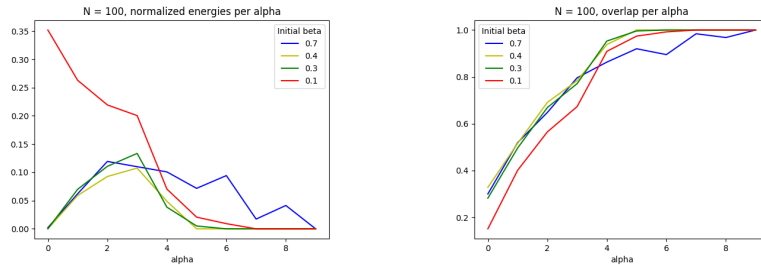 N = 100, normalized energies per alpha
0.35
0.30
0.25
0.20
0.15
0.10
0.05
0.00
Initial beta
0.7
0.4
0.3
0.1
0 2 4 6 8
alpha
N = 100, overlap per alpha
1.0
0.8
0.6
0.4
0.2
Initial beta
0.7
0.4
0.3
0.1
0 2 4 6 8
alpha